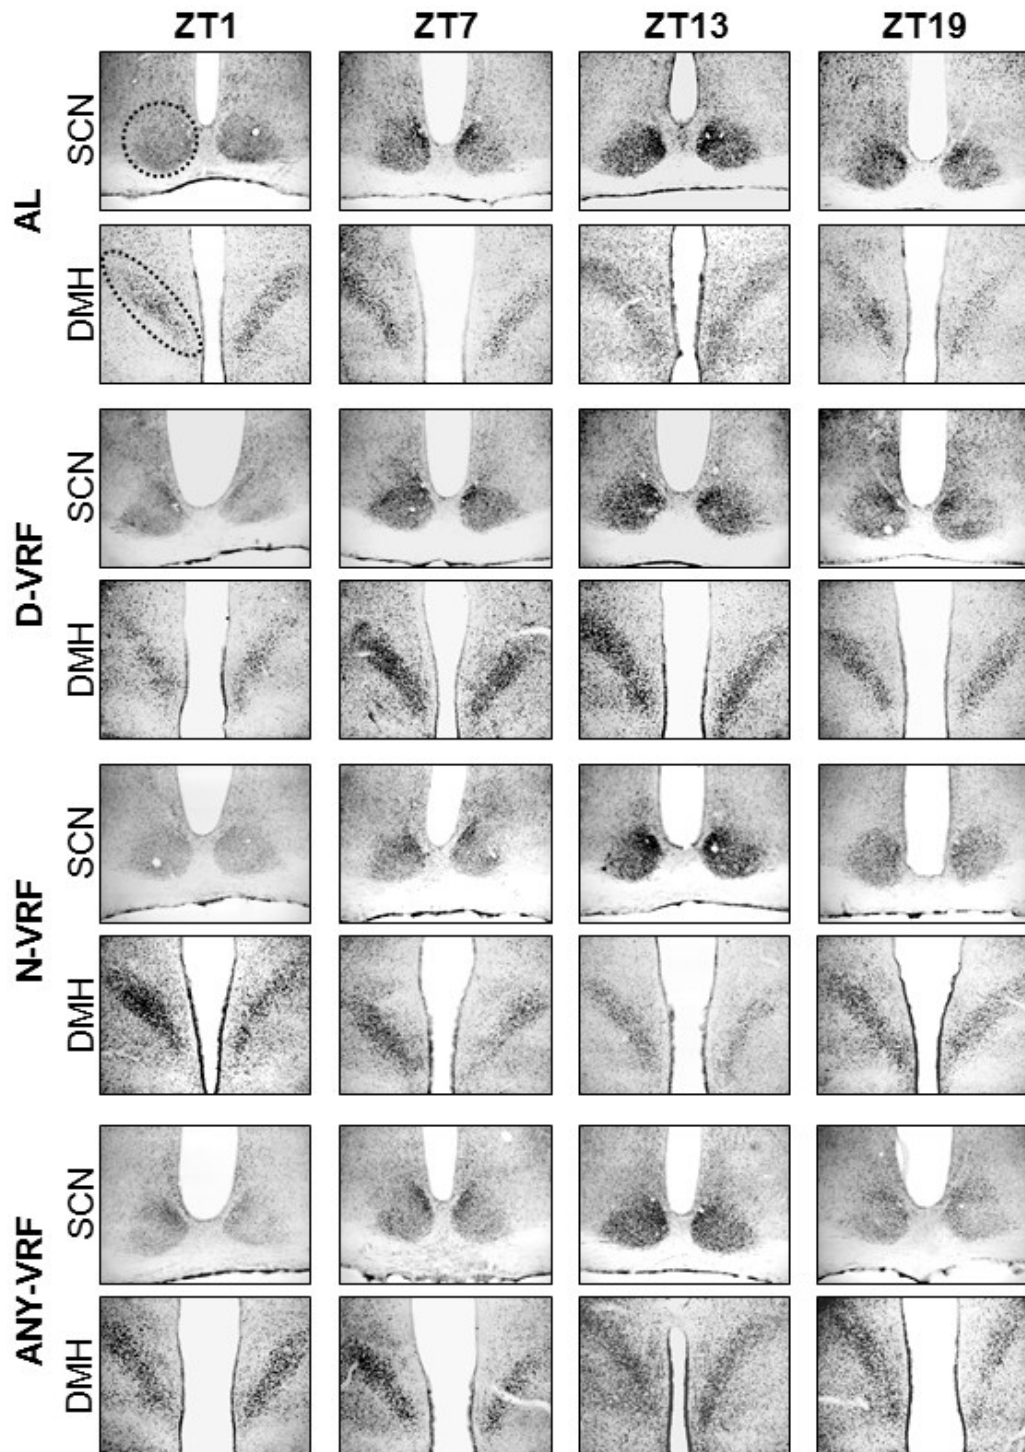 ZT1 ZT7 ZT13 ZT19
AL
SCN
DMH
D-VRF
SCN
DMH
N-VRF
SCN
DMH
ANY-VRF
SCN
DMH